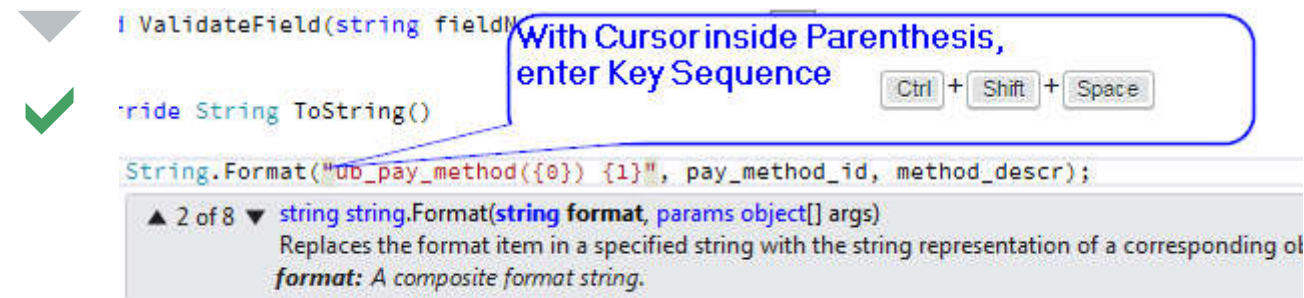 d ValidateField(string fieldN
With Cursor inside Parenthesis,
enter Key Sequence Ctrl + Shift + Space
rride String ToString()
String.Format("ub_pay_method({0}) {1}", pay_method_id, method_descr);
▲ 2 of 8 ▼ string string.Format(string format, params object[] args)
Replaces the format item in a specified string with the string representation of a corresponding ob
format: A composite format string.